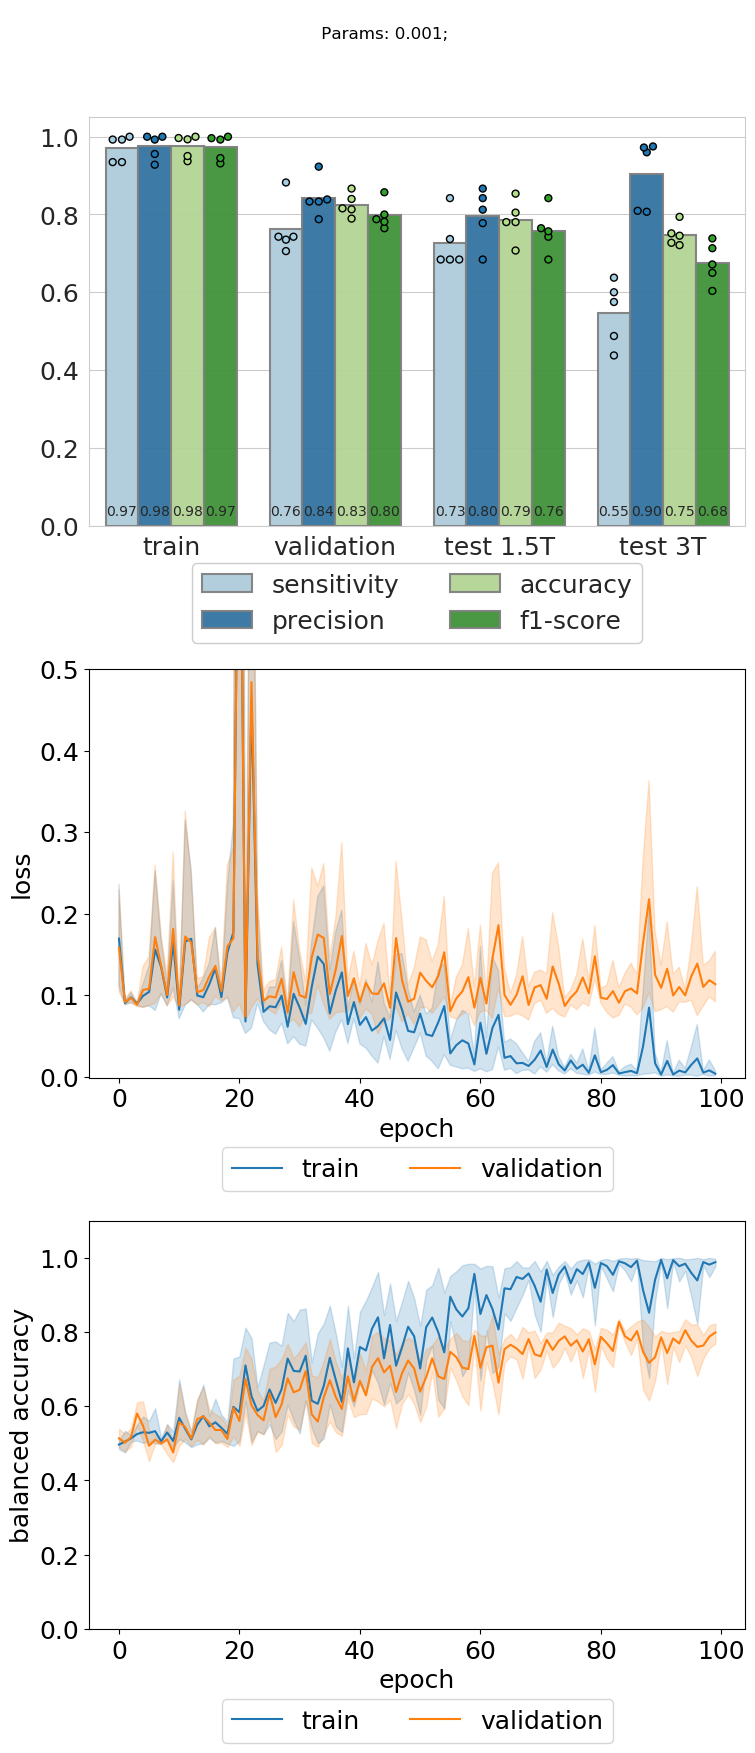 Params: 0.001;
1.0
0.8
0.6
0.4
0.2
0.0
0.97 0.98 0.98 0.97 0.76 0.84 0.83 0.80 0.73 0.80 0.79 0.76 0.55 0.90 0.75 0.68
train validation test 1.5T test 3T
sensitivity accuracy
precision f1-score
0.5
0.4
0.3
0.2
0.1
0.0
loss
0 20 40 60 80 100
epoch
train validation
1.0
0.8
0.6
0.4
0.2
0.0
balanced accuracy
0 20 40 60 80 100
epoch
train validation